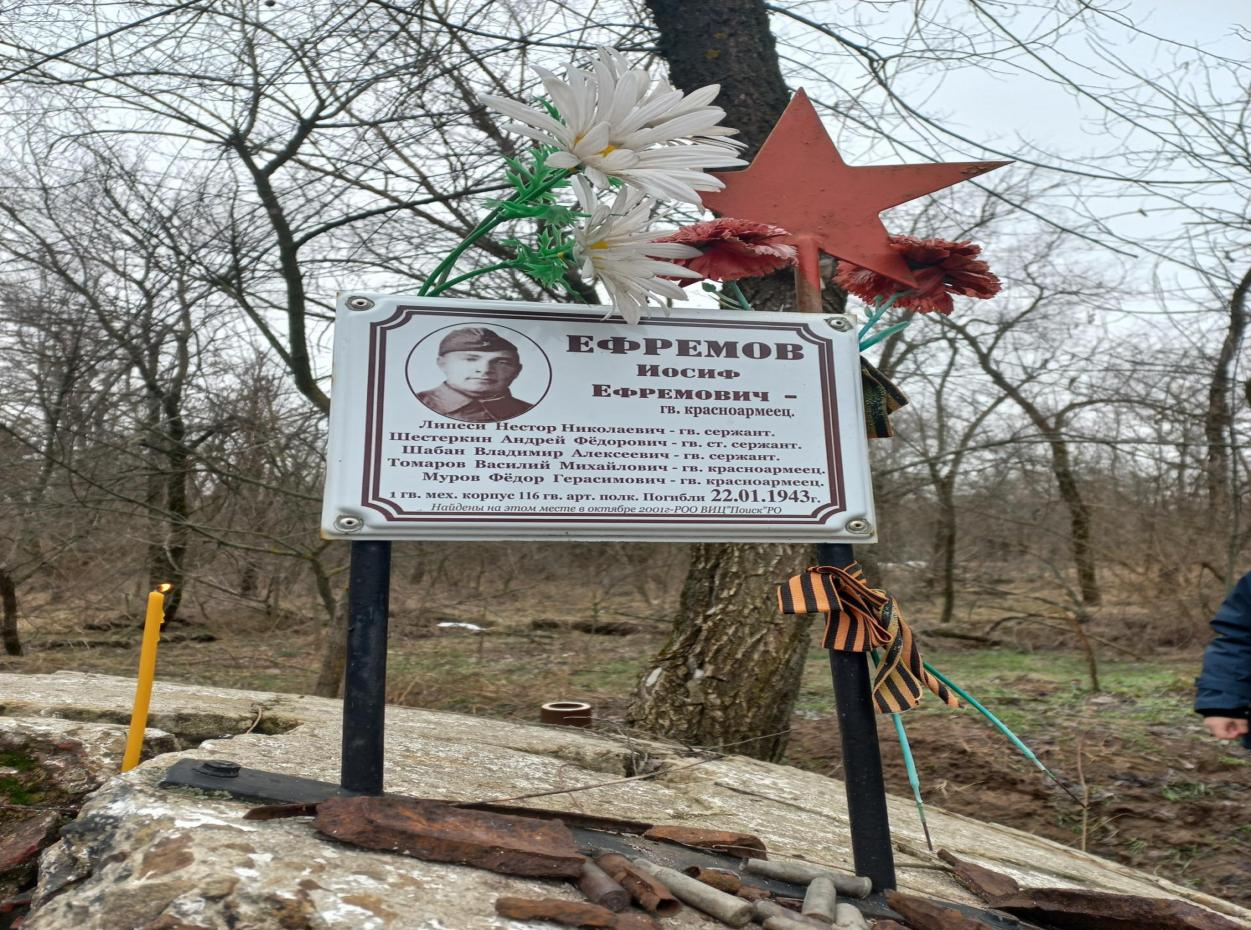 ЕФРЕМОВ
Иосиф
Ефремович -
гв. красноармеец.
Липеси Нестор Николаевич - гв. сержант.
Шестеркин Андрей Фёдорович - гв. ст. сержант.
Шабан Владимир Алексеевич - гв. сержант.
Томаров Василий Михайлович - гв. красноармеец.
Муров Фёдор Герасимович - гв. красноармеец.
1 гв. мех. корпус 116 гв. арт. полк. Погибли 22.01.1943г.
Найдены на этом месте в октябре 2001г-РОО ВИЦ"Поиск"РО